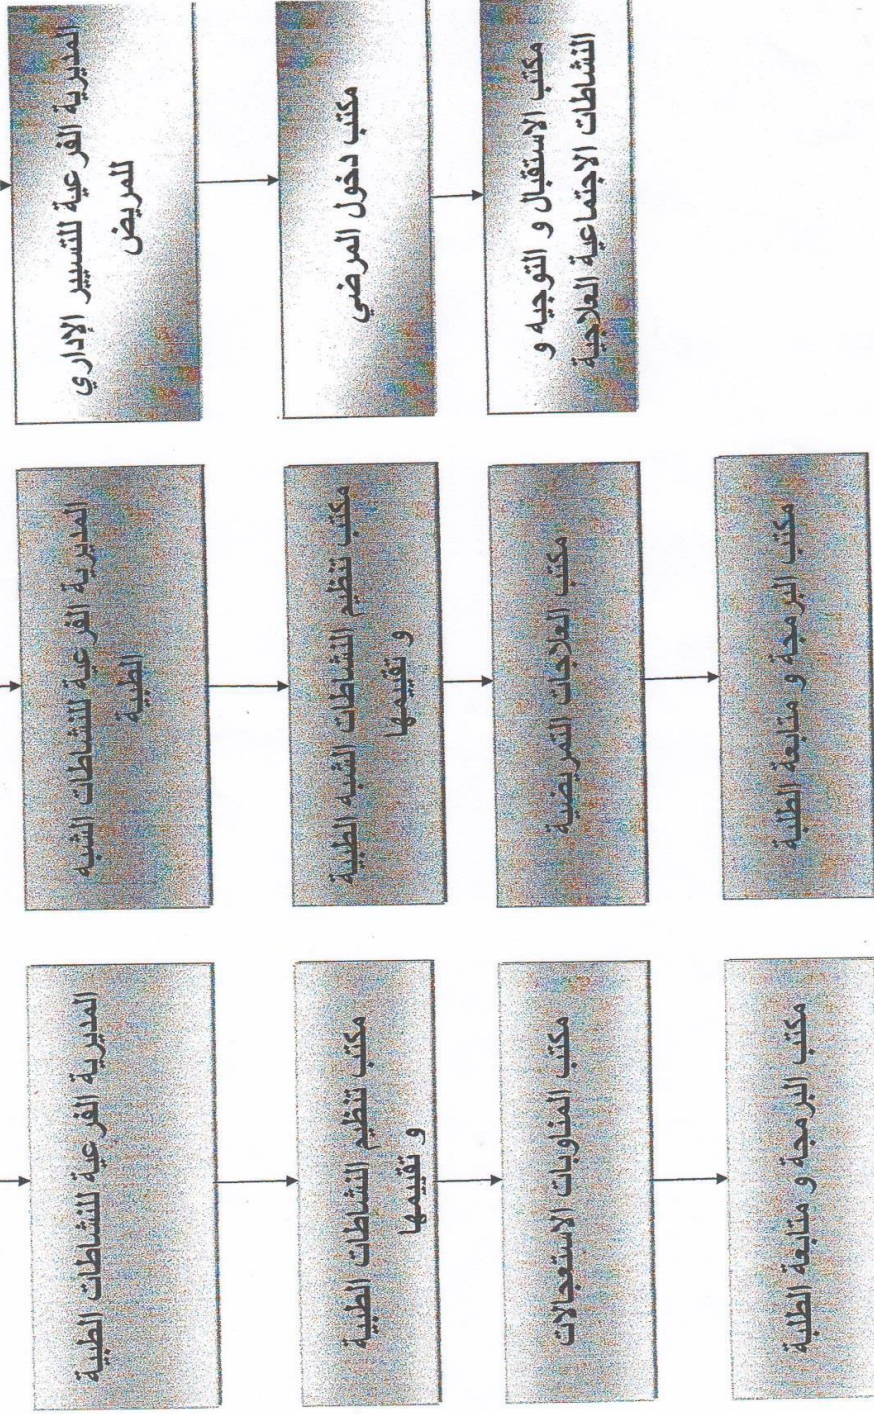 المديرية الفرعية للتسيير الإداري
للمريض
مكتب دخول المرضي
مكتب الاستقبال و التوجيه و
النشاطات الاجتماعية العلاجية
المديرية الفرعية للنشاطات الشبه
الطبية
مكتب تنظيم النشاطات الشبه الطبية
و تقييمها
مكتب العلاجات التمريضية
مكتب البرمجة و متابعة الطلبة
المديرية الفرعية للنشاطات الطبية
مكتب تنظيم النشاطات الطبية
و تقييمها
مكتب المناوبات الاستعجالات
مكتب البرمجة و متابعة الطلبة